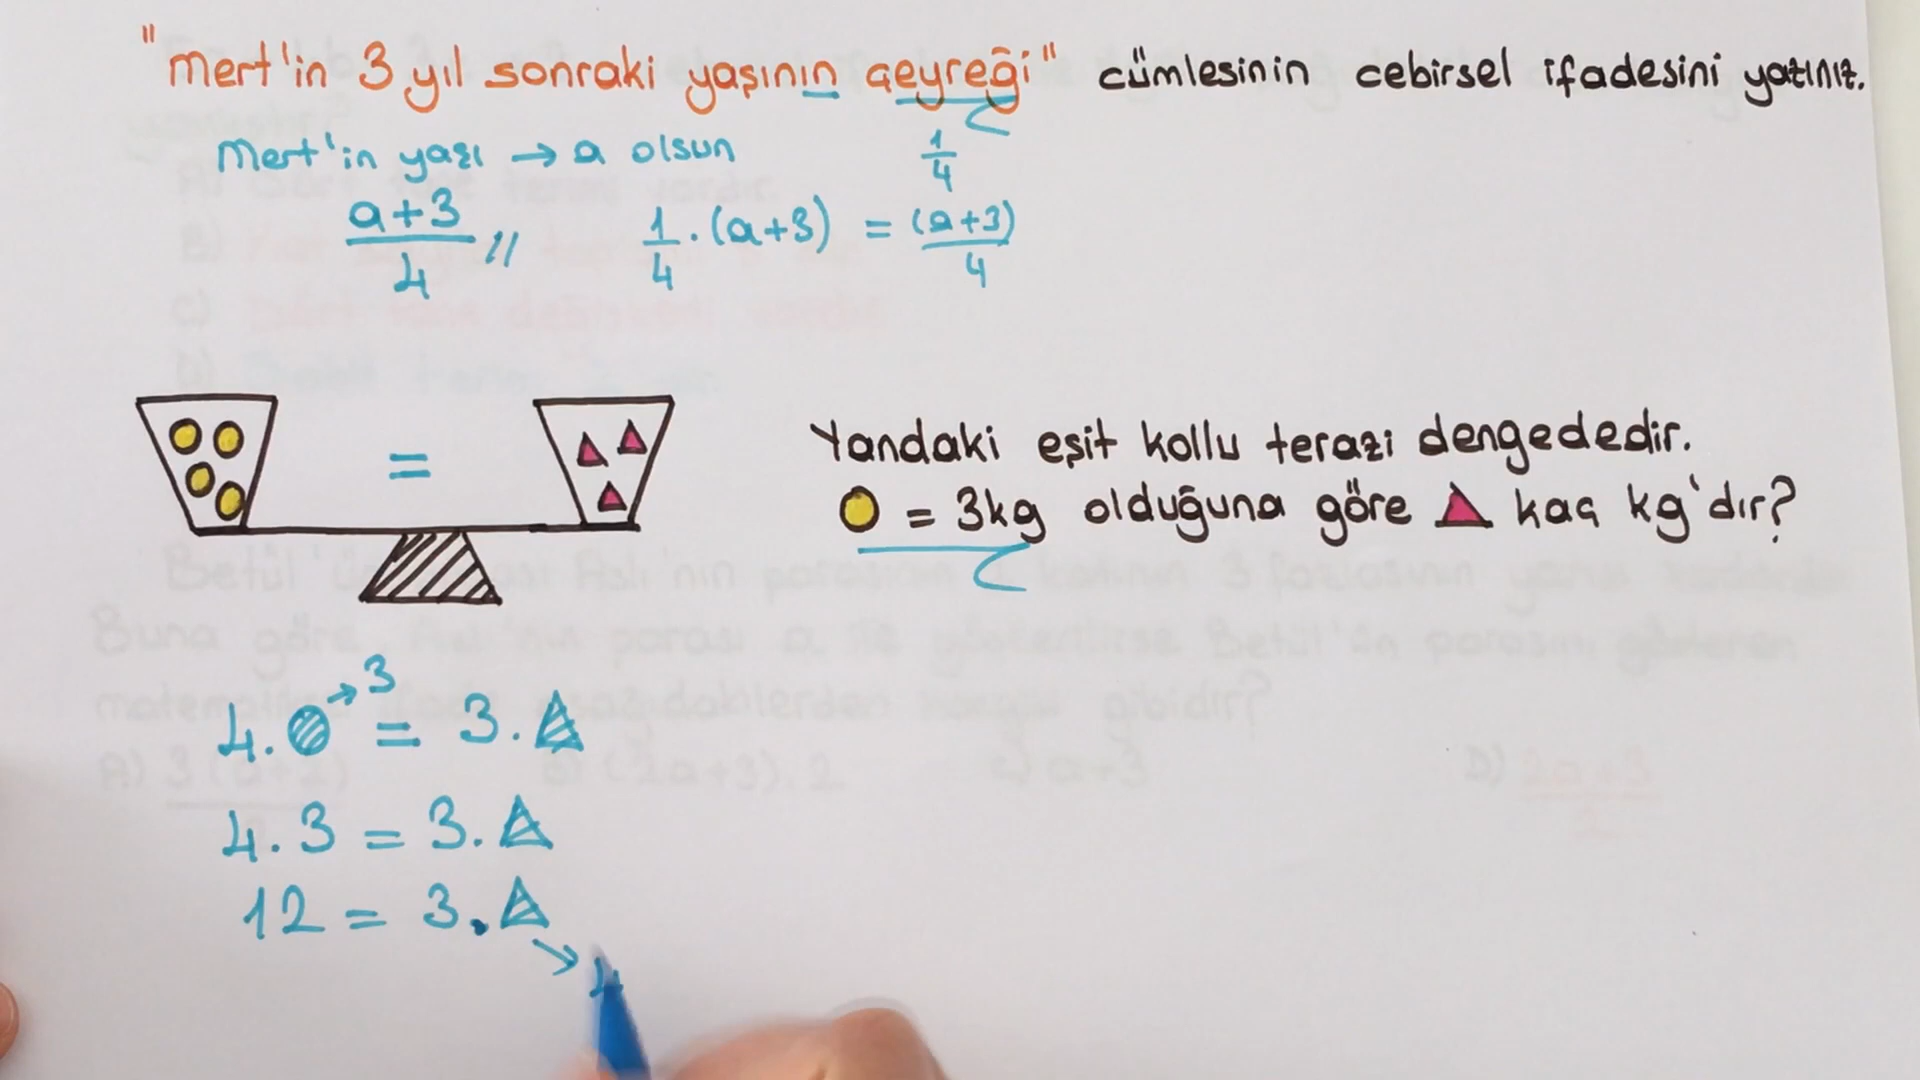 "Mert'in 3 yıl sonraki yaşının çeyreği" cümlesinin cebirsel ifadesini yazınız.
Mert'in yaşı → a olsun
1/4
a+3/4 // 1/4 . (a+3) = (a+3)/4
=
Yandaki eşit kollu terazi dengededir.
= 3kg olduğuna göre kaç kg'dır?
→ 3
4. = 3.
4.3 = 3.
12 = 3.
→ 4